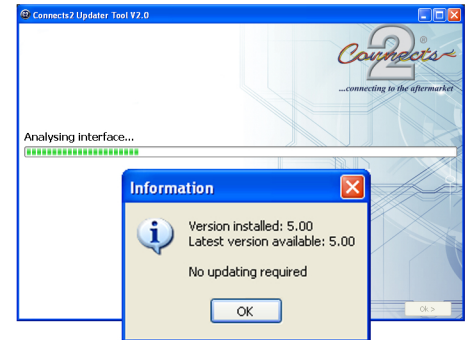 Connects2 Updater Tool V2.0
Connects2
...connecting to the aftermarket
Analysing interface...
Information
Version installed: 5.00
Latest version available: 5.00
No updating required
OK
Ok >